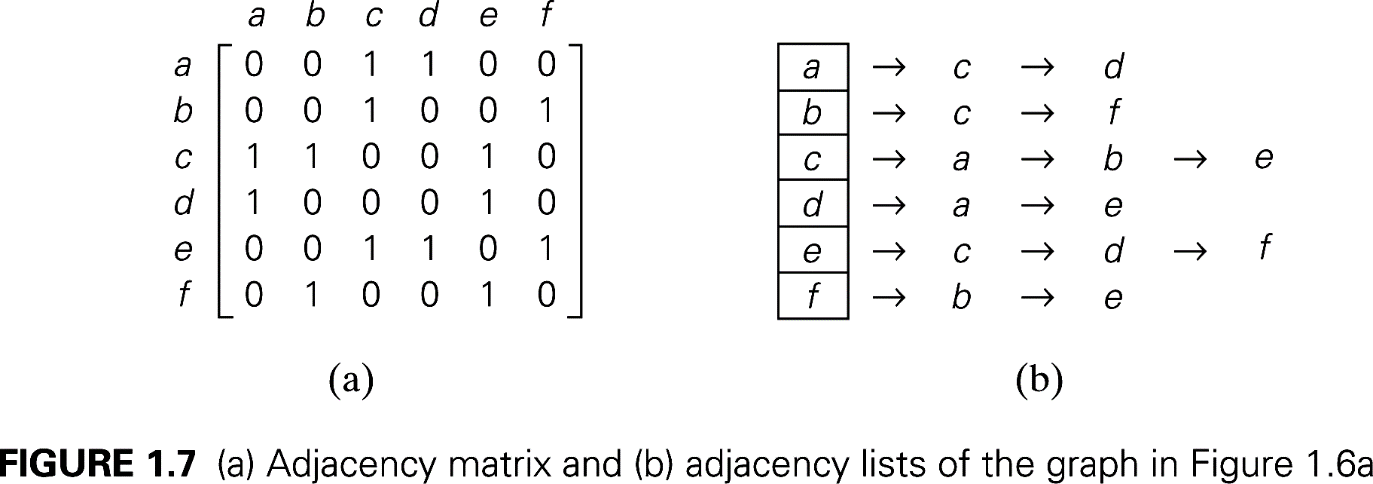 a b c d e f
a 0 0 1 1 0 0
b 0 0 1 0 0 1
c 1 1 0 0 1 0
d 1 0 0 0 1 0
e 0 0 1 1 0 1
f 0 1 0 0 1 0
(a)
a → c → d
b → c → f
c → a → b → e
d → a → e
e → c → d → f
f → b → e
(b)
FIGURE 1.7 (a) Adjacency matrix and (b) adjacency lists of the graph in Figure 1.6a